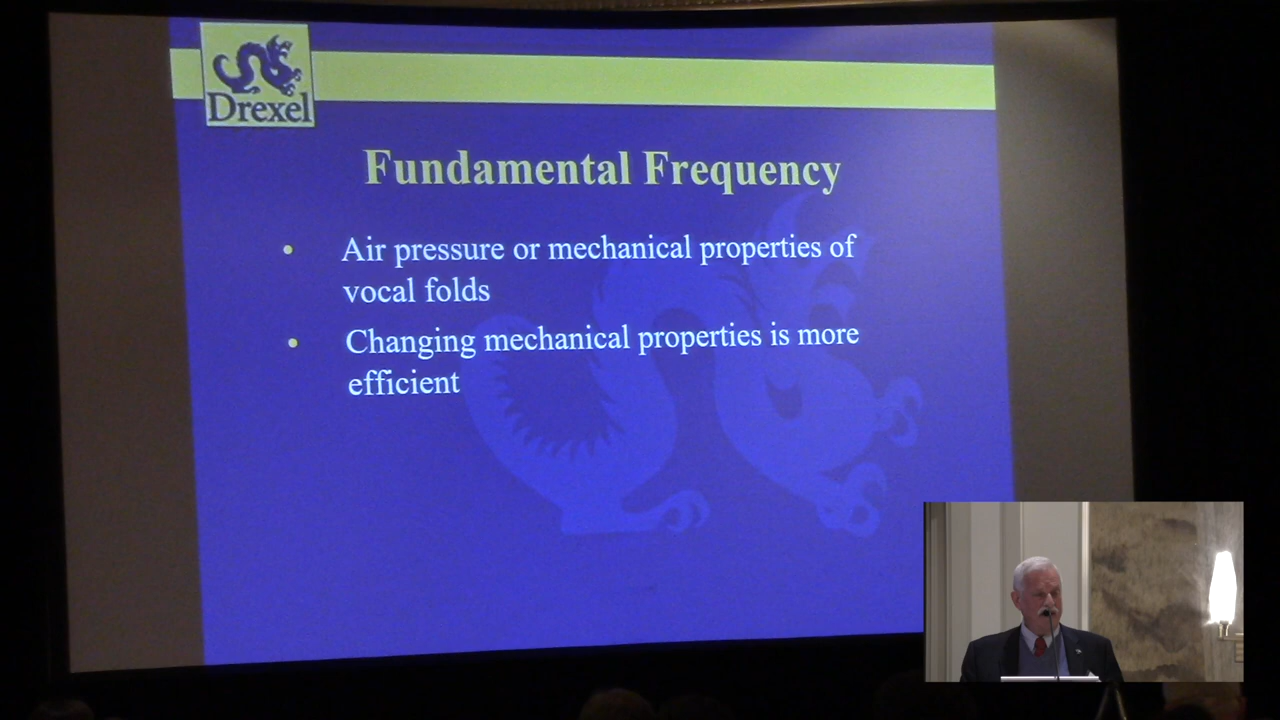 Drexel
Fundamental Frequency
• Air pressure or mechanical properties of
vocal folds
• Changing mechanical properties is more
efficient